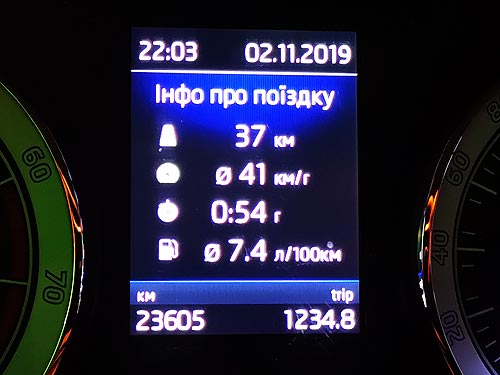 22:03 02.11.2019
Інфо про поїздку
37 км
ø 41 км/г
0:54 г
ø 7.4 л/100км
км trip
23605 1234.8
60
70
60
40
20